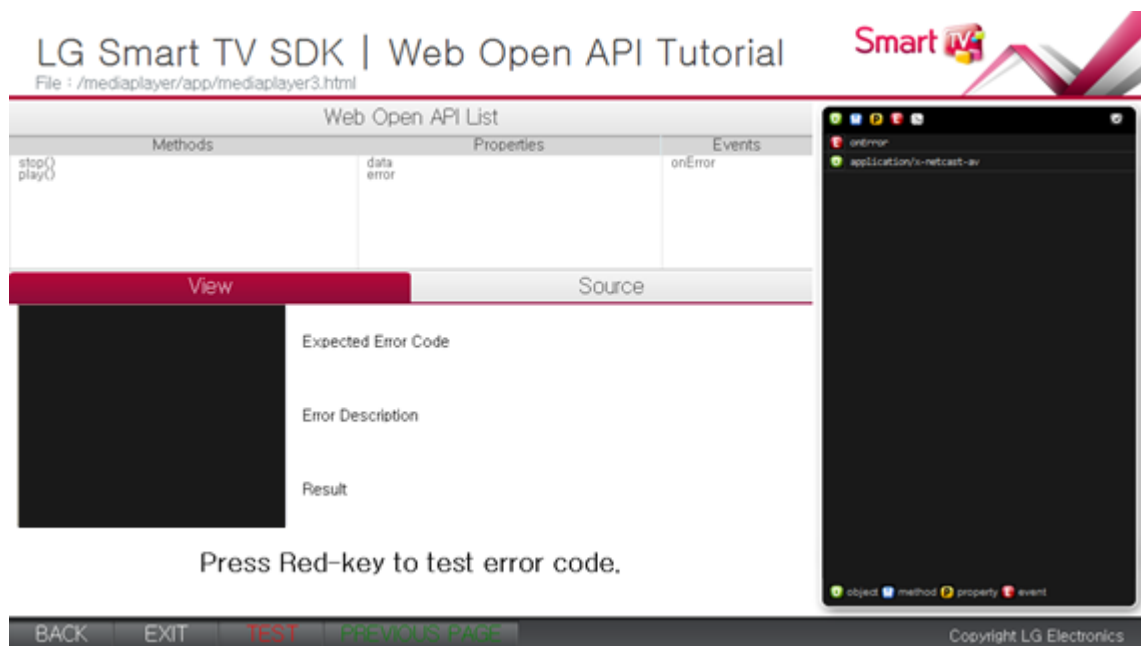 LG Smart TV SDK | Web Open API Tutorial
Smart TV
File : /mediaplayer/app/mediaplayer3.html
Web Open API List
Methods Properties Events
stop() data onError
play() error
onError
application/x-netcast-av
View Source
Expected Error Code
Error Description
Result
Press Red-key to test error code.
object method property event
BACK EXIT TEST PREVIOUS PAGE
Copyright LG Electronics